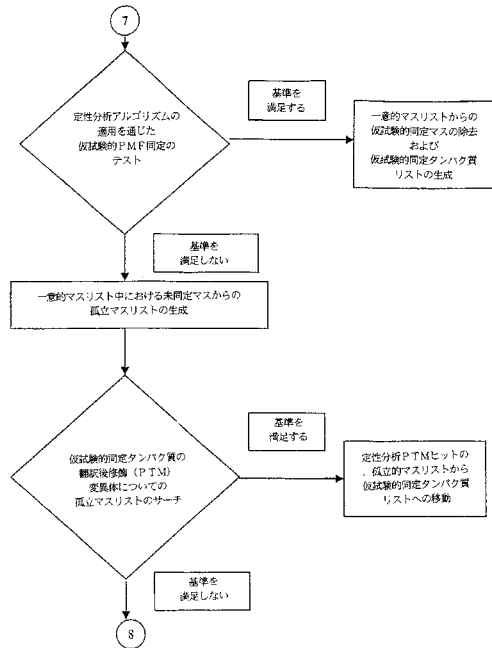 7
定性分析アルゴリズムの
適用を通じた
仮試験的PMF同定の
テスト
基準を
満足する
一意的マスリストからの
仮試験的同定マスの除去
および
仮試験的同定タンパク質
リストの生成
基準を
満足しない
一意的マスリスト中における未同定マスからの
孤立マスリストの生成
仮試験的同定タンパク質の
翻訳後修飾(PTM)
変異体についての
孤立マスリストのサーチ
基準を
満足する
定性分析PTMヒットの
、孤立的マスリストから
仮試験的同定タンパク質
リストへの移動
基準を
満足しない
8